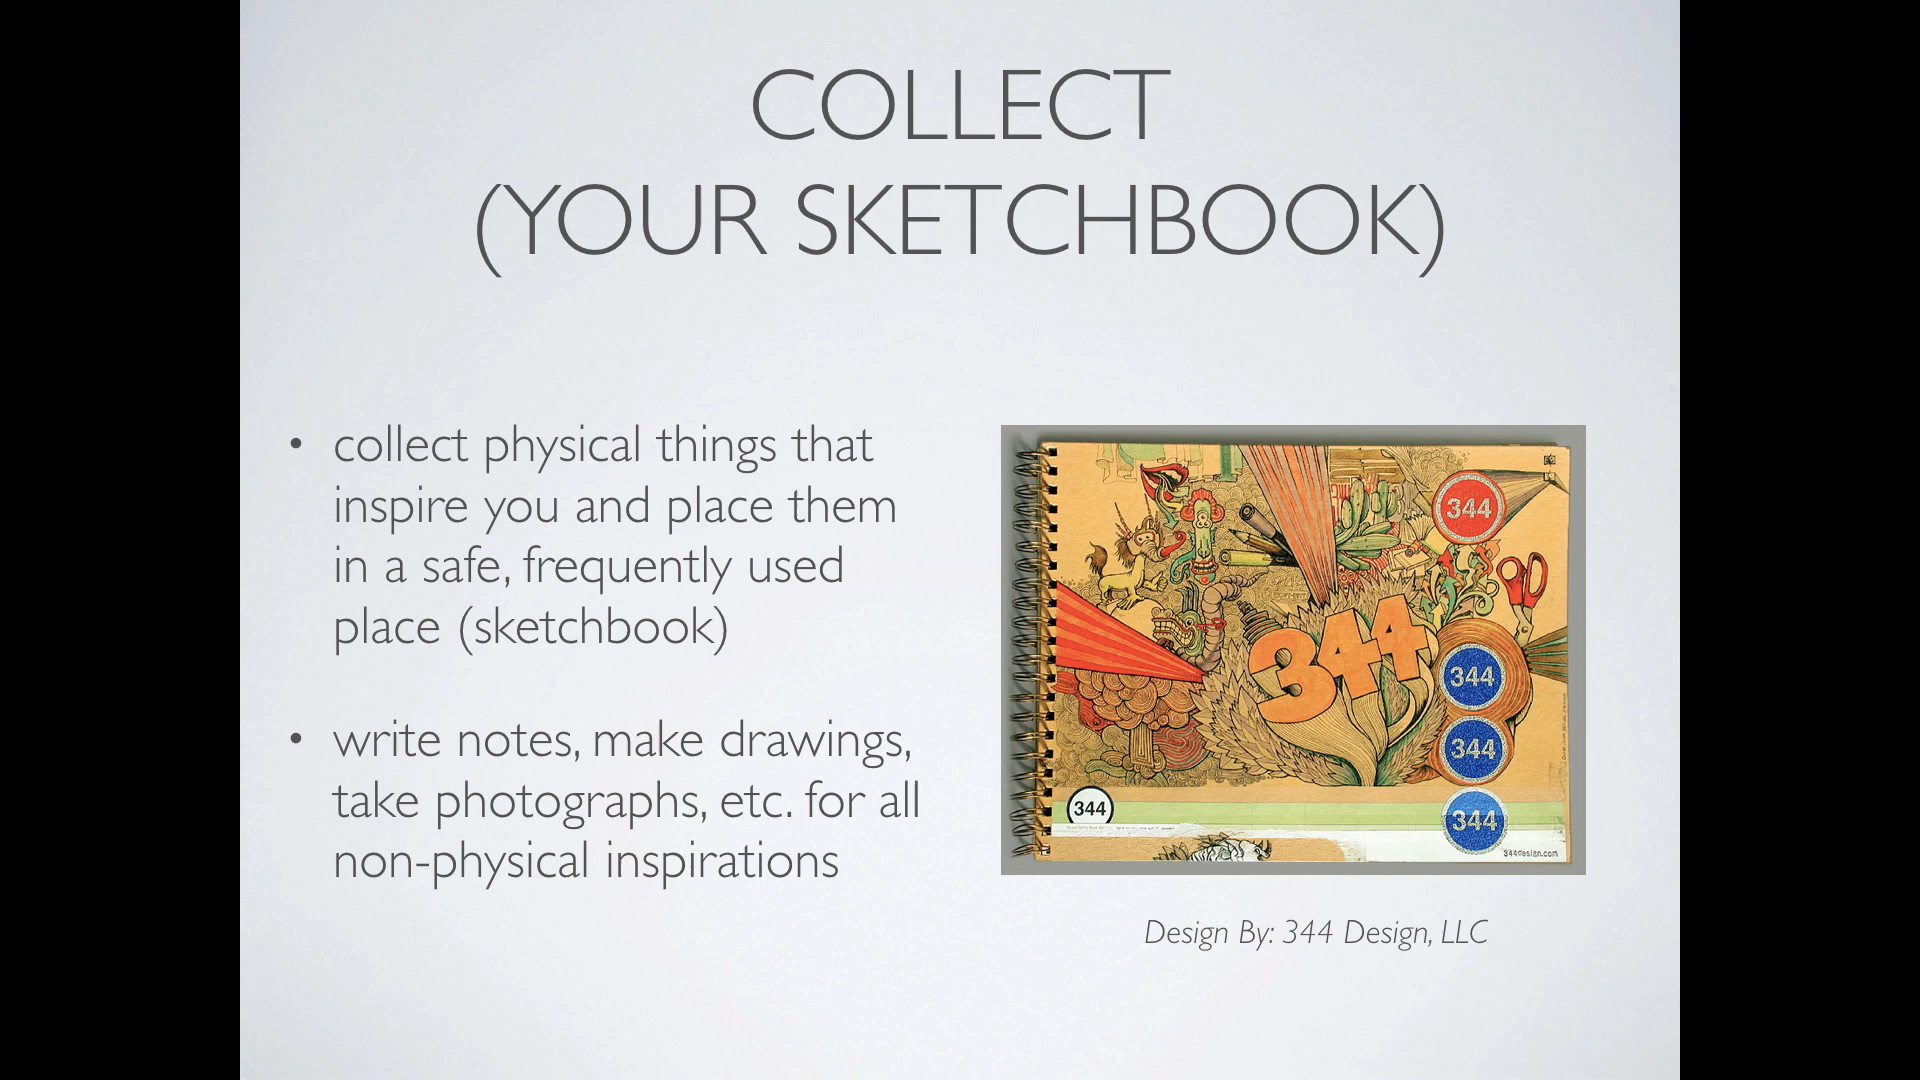 COLLECT
(YOUR SKETCHBOOK)
• collect physical things that
inspire you and place them
in a safe, frequently used
place (sketchbook)
• write notes, make drawings,
take photographs, etc. for all
non-physical inspirations
344
344
344
344
344
344
344design.com
Design By: 344 Design, LLC